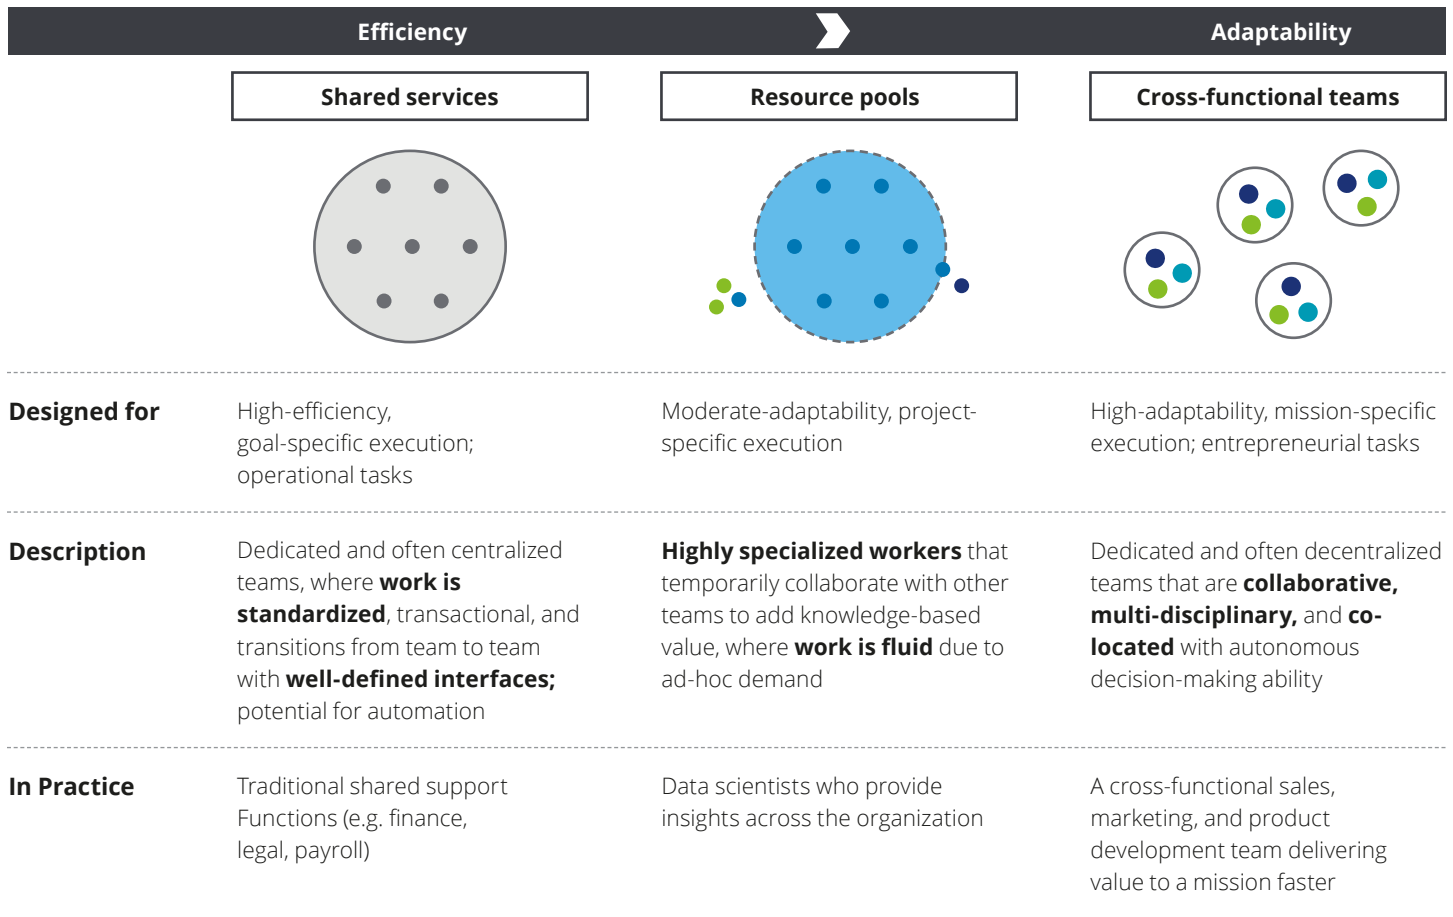 Efficiency
Adaptability
Shared services
Resource pools
Cross-functional teams
Designed for
High-efficiency,
goal-specific execution;
operational tasks
Moderate-adaptability, project-
specific execution
High-adaptability, mission-specific
execution; entrepreneurial tasks
Description
Dedicated and often centralized
teams, where work is
standardized, transactional, and
transitions from team to team
with well-defined interfaces;
potential for automation
Highly specialized workers that
temporarily collaborate with other
teams to add knowledge-based
value, where work is fluid due to
ad-hoc demand
Dedicated and often decentralized
teams that are collaborative,
multi-disciplinary, and co-
located with autonomous
decision-making ability
In Practice
Traditional shared support
Functions (e.g. finance,
legal, payroll)
Data scientists who provide
insights across the organization
A cross-functional sales,
marketing, and product
development team delivering
value to a mission faster